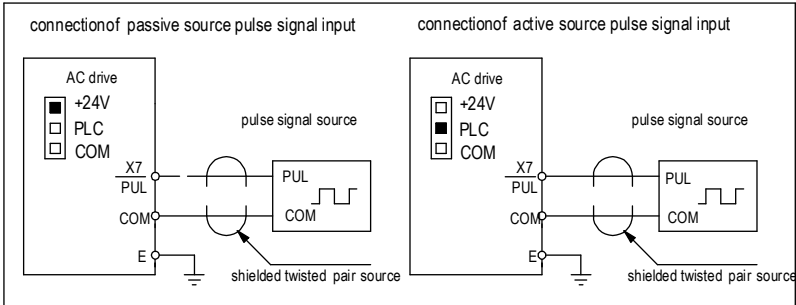 connectionof passive source pulse signal input
AC drive
+24V
PLC
COM
pulse signal source
X7
PUL
PUL
COM
COM
E
shielded twisted pair source
connectionof active source pulse signal input
AC drive
+24V
PLC
COM
pulse signal source
X7
PUL
PUL
COM
COM
E
shielded twisted pair source